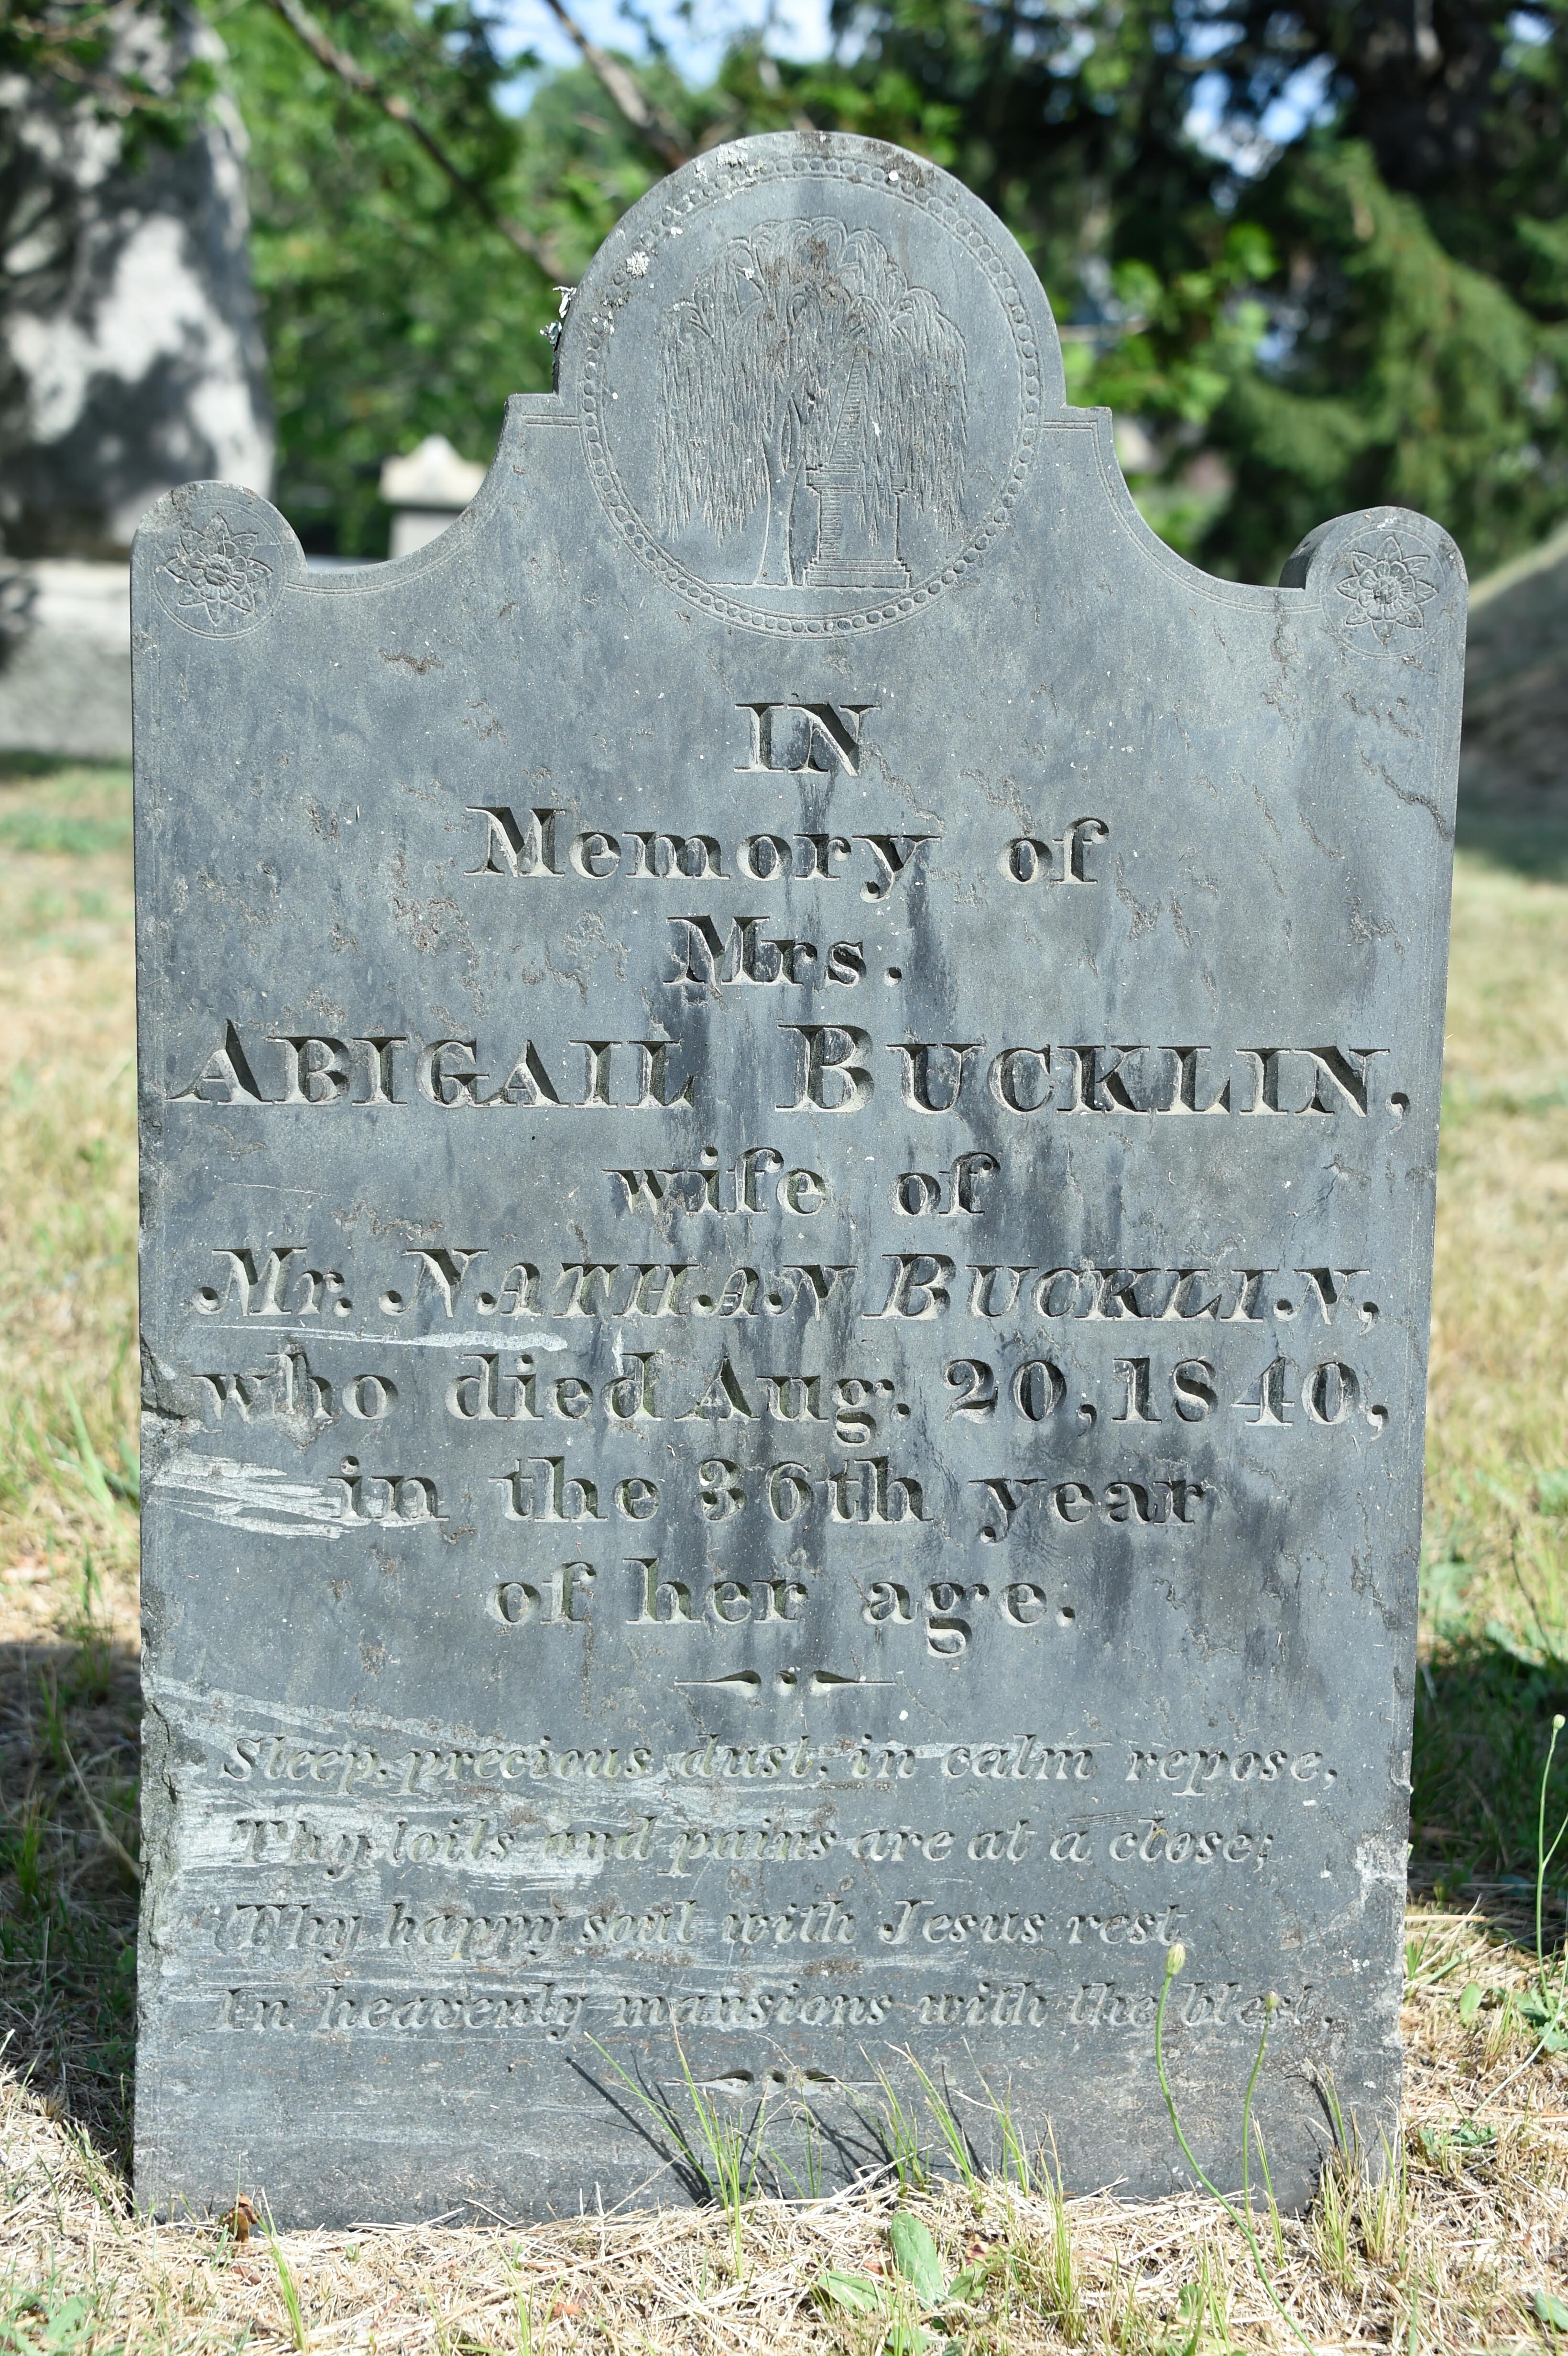 IN
Memory of
Mrs.
ABIGAIL BUCKLIN,
wife of
Mr. NATHAN BUCKLIN,
who died Aug. 20, 1840,
in the 36th year
of her age.
Sleep, precious dust, in calm repose,
Thy toils and pains are at a close;
Thy happy soul with Jesus rest
In heavenly mansions with the blest.